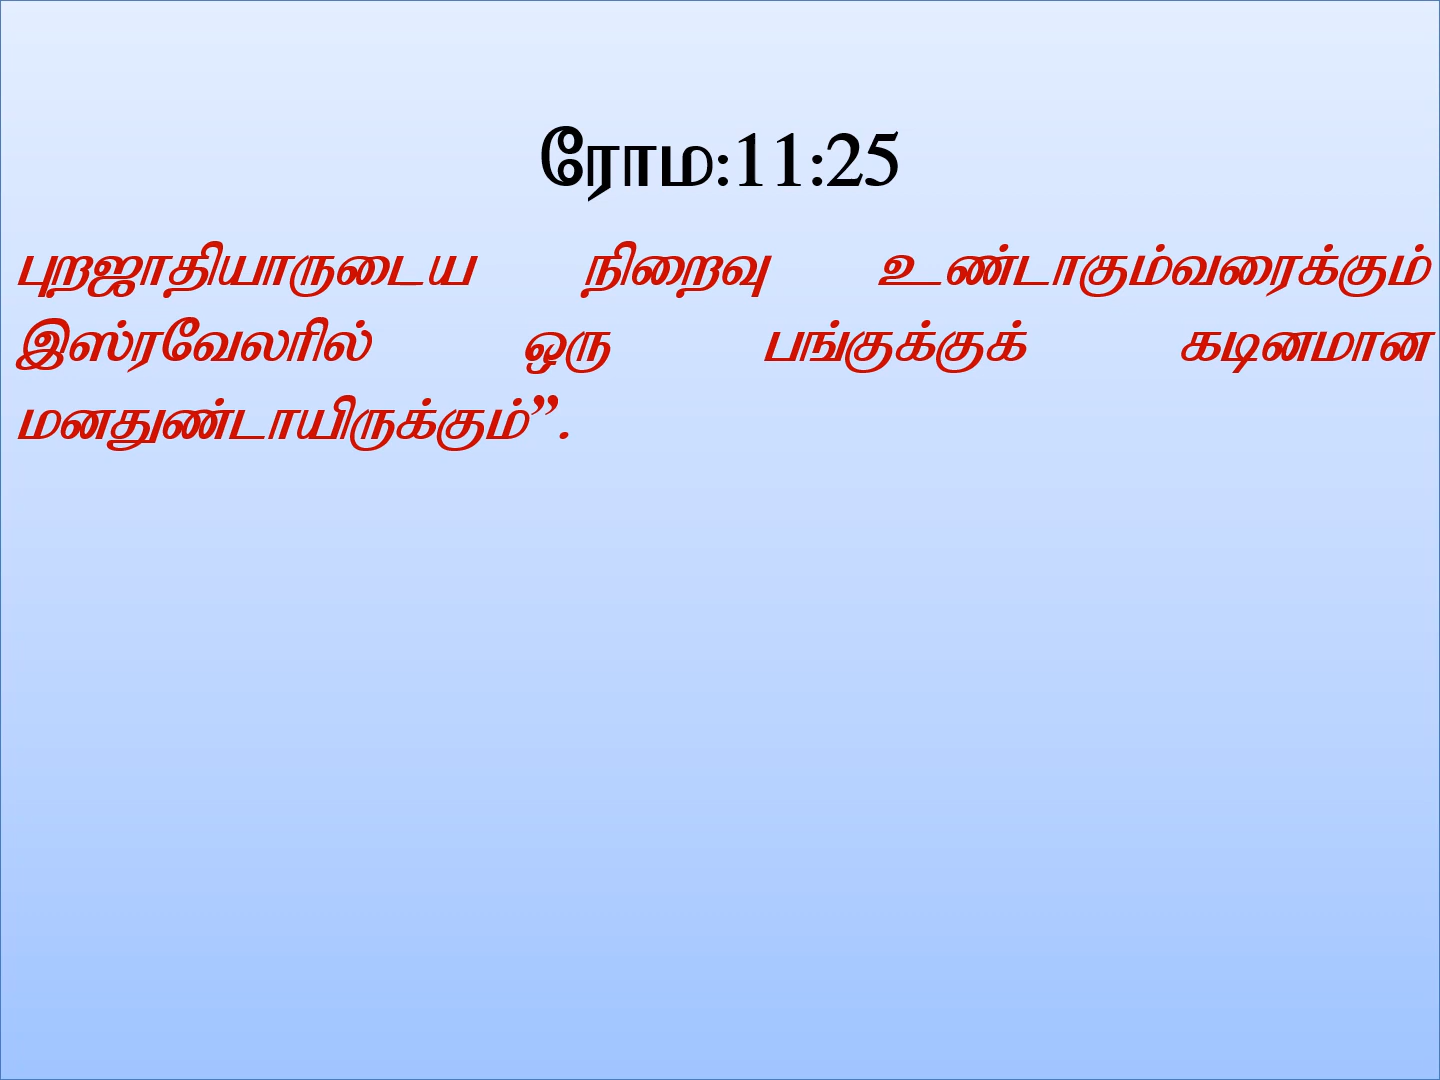 ரோம:11:25
புறஜாதியாருடைய நிறைவு உண்டாகும்வரைக்கும்
இஸ்ரவேலரில் ஒரு பங்குக்குக் கடினமான
மனதுண்டாயிருக்கும்”.